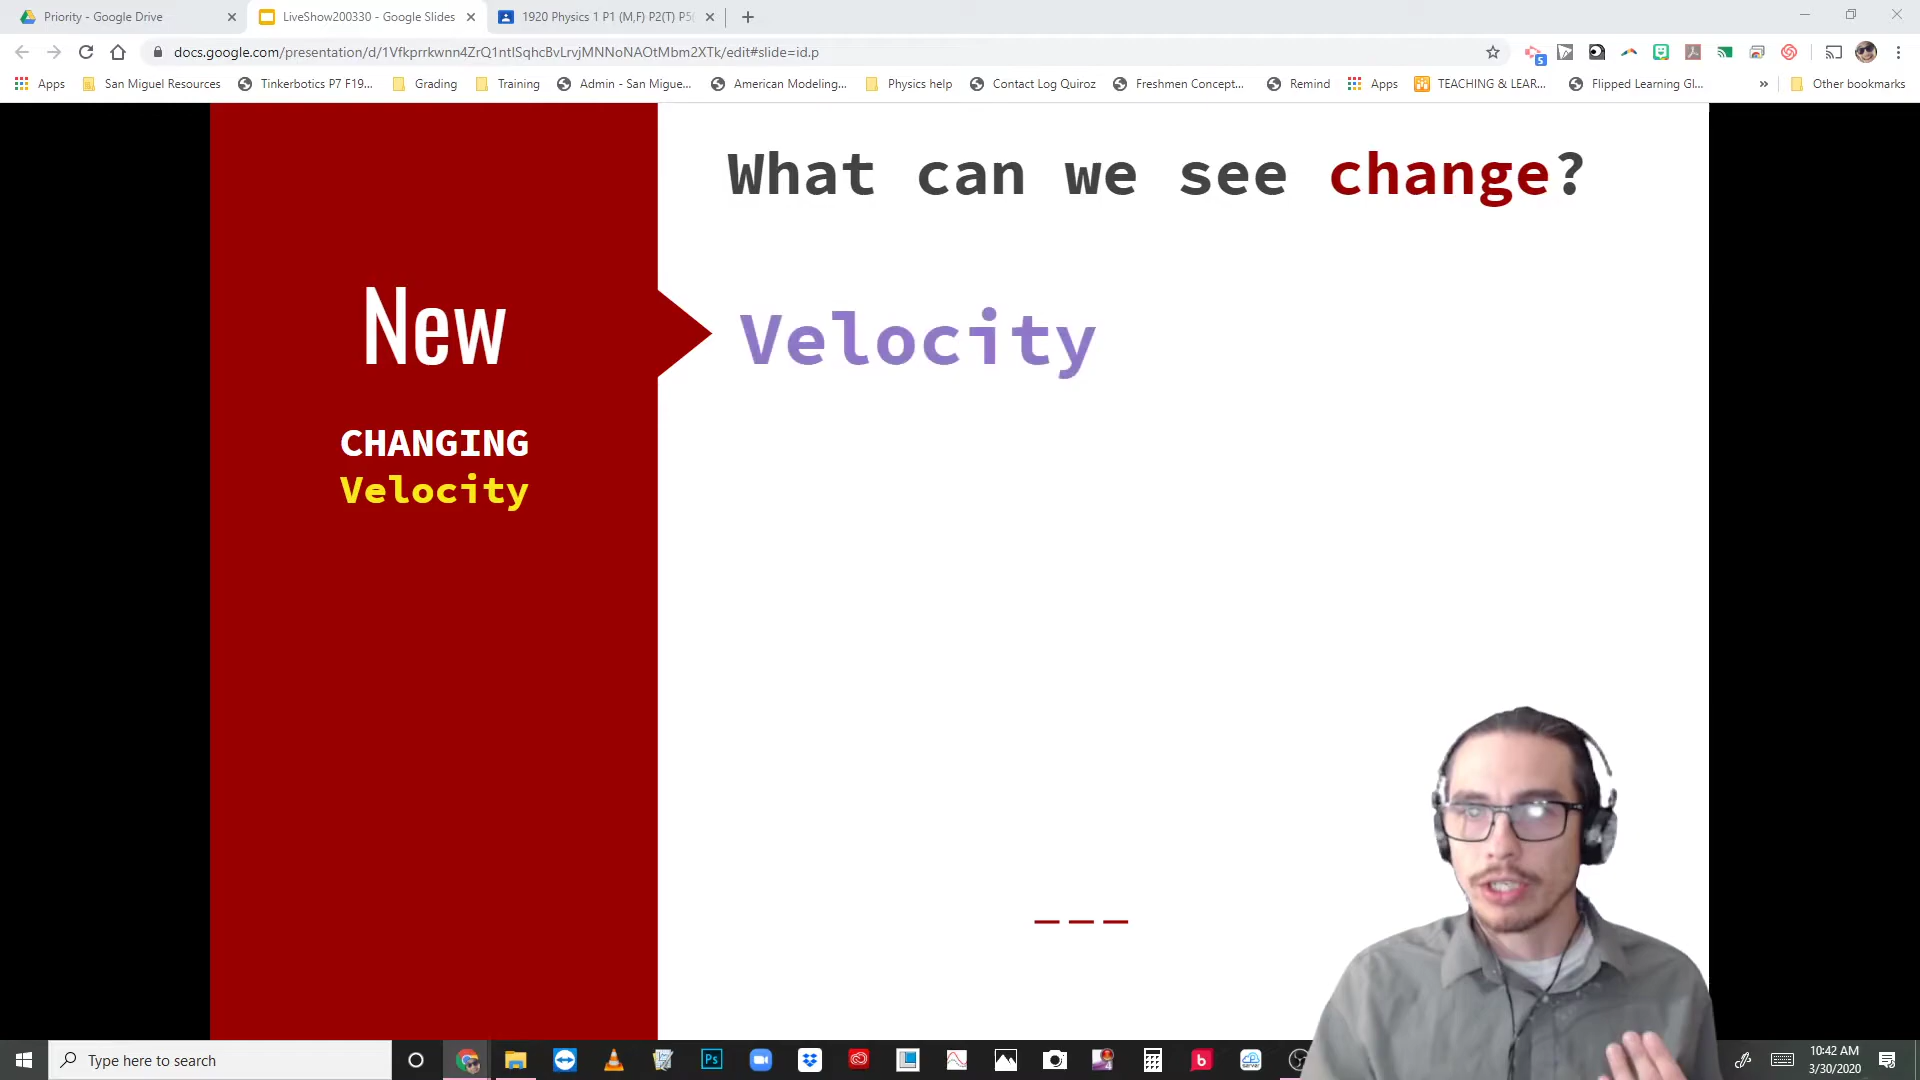 Priority - Google Drive
LiveShow200330 - Google Slides
1920 Physics 1 P1 (M,F) P2(T) P5(
docs.google.com/presentation/d/1Vfkprrkwnn4ZrQ1ntlSqhcBvLrvjMNNoNAOtMbm2XTk/edit#slide=id.p
5
Apps
San Miguel Resources
Tinkerbotics P7 F19...
Grading
Training
Admin - San Migue...
American Modeling...
Physics help
Contact Log Quiroz
Freshmen Concept...
Remind
Apps
TEACHING & LEAR...
Flipped Learning Gl...
»
Other bookmarks
What can we see change?
New
Velocity
CHANGING
Velocity
___
Type here to search
Ps
b
10:42 AM
3/30/2020